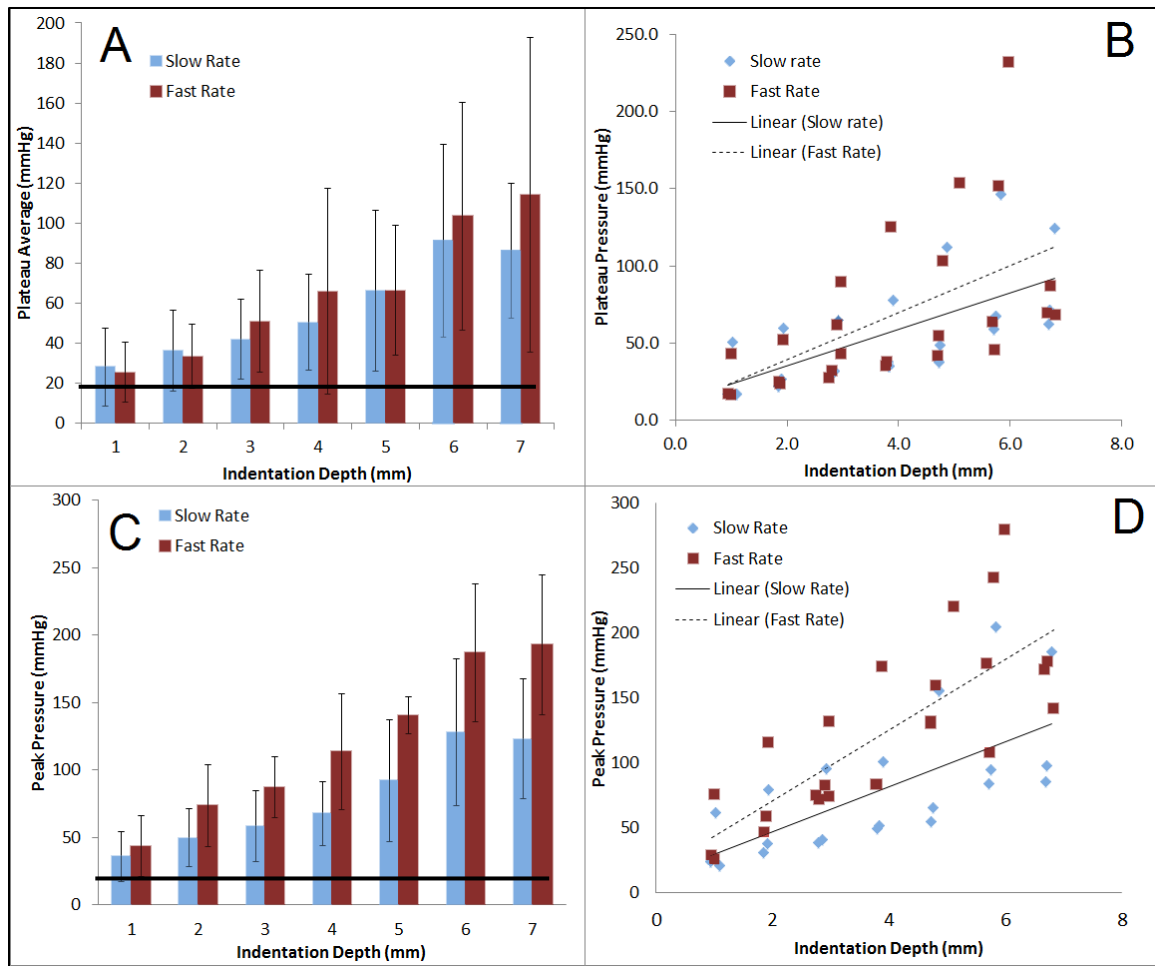 A
Slow Rate
Fast Rate
Plateau Average (mmHg)
200
180
160
140
120
100
80
60
40
20
0
1 2 3 4 5 6 7
Indentation Depth (mm)
B
Slow rate
Fast Rate
Linear (Slow rate)
Linear (Fast Rate)
Plateau Pressure (mmHg)
250.0
200.0
150.0
100.0
50.0
0.0
0.0 2.0 4.0 6.0 8.0
Indentation Depth (mm)
C
Slow Rate
Fast Rate
Peak Pressure (mmHg)
300
250
200
150
100
50
0
1 2 3 4 5 6 7
Indentation Depth (mm)
D
Slow Rate
Fast Rate
Linear (Slow Rate)
Linear (Fast Rate)
Peak Pressure (mmHg)
300
250
200
150
100
50
0
0 2 4 6 8
Indentation Depth (mm)